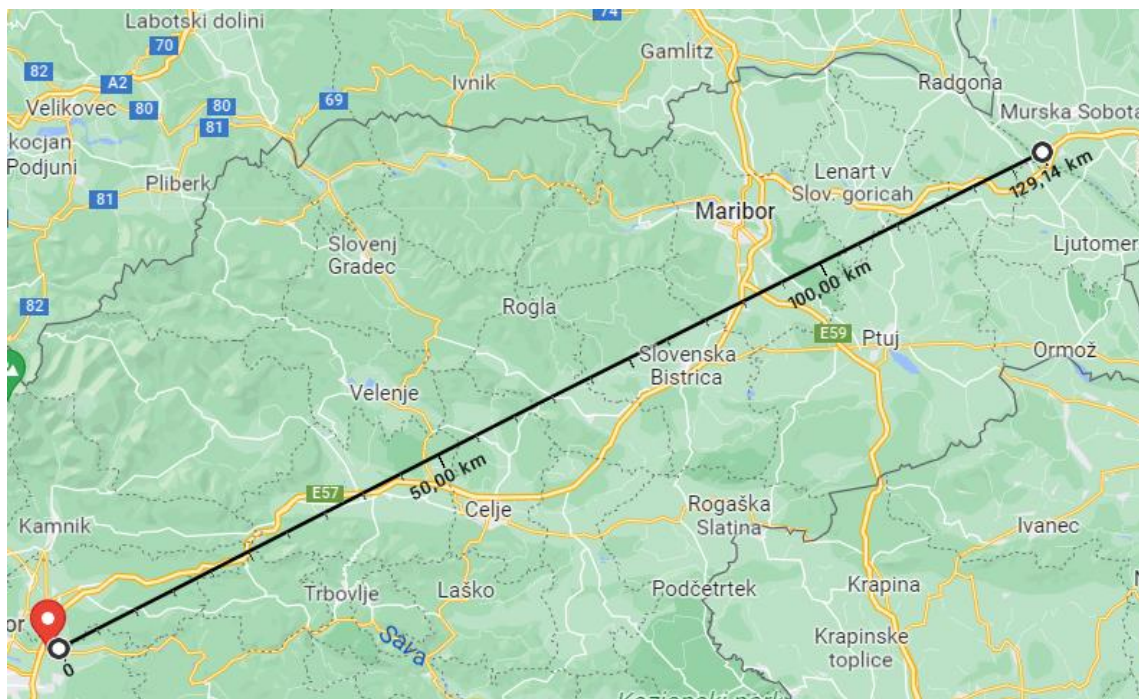 Labotski dolini
74
70
82
A2
Gamlitz
Ivnik
Radgona
Velikovec
80
80
69
81
Murska Sobota
kocjan
Podjuni
Pliberk
81
Lenart v
Slov. goricah
129,14 km
Maribor
Slovenj
Gradec
Ljutomer
100,00 km
82
Rogla
E59
Ptuj
Slovenska
Bistrica
Ormož
Velenje
50,00 km
E57
Celje
Rogaška
Slatina
Kamnik
Ivanec
Trbovlje
Laško
Podčetrtek
Krapina
or
Sava
0
Krapinske
toplice
Kozjanski park